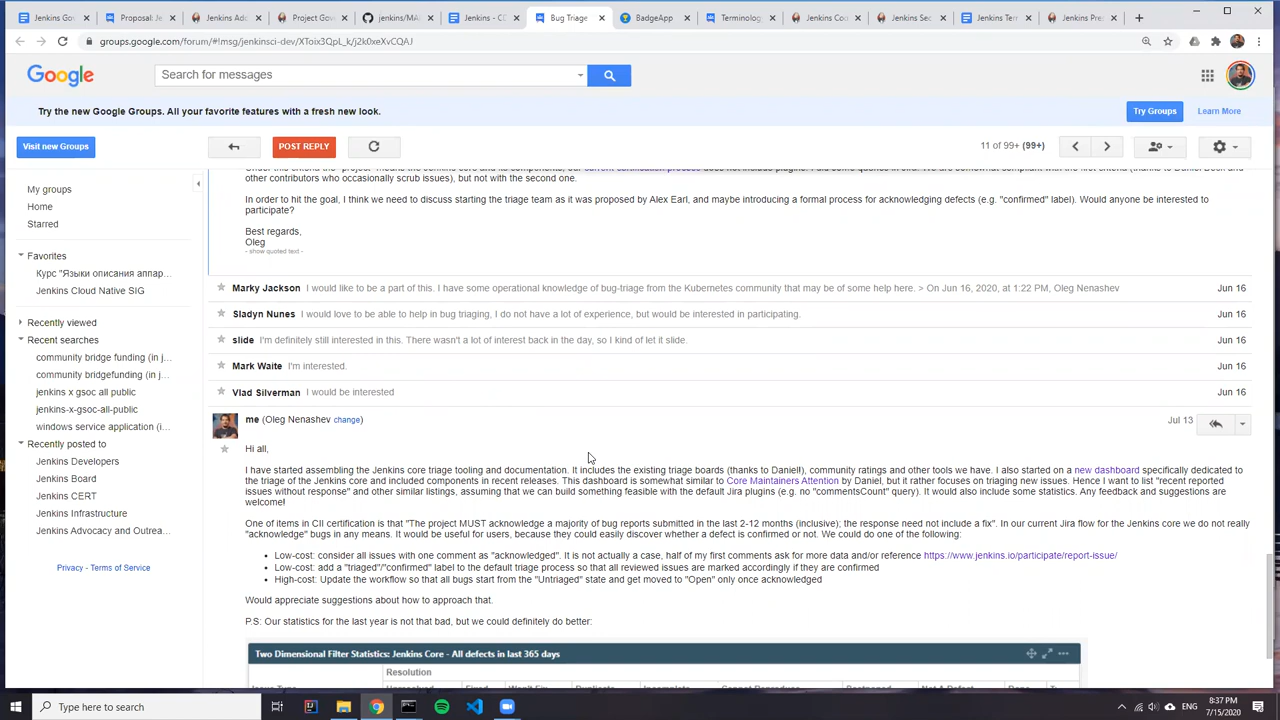 Jenkins Gov
Proposal: Je
Jenkins Ado
Project Gov
jenkins/MA
Jenkins - CD
Bug Triage
BadgeApp
Terminology
Jenkins Coo
Jenkins Sec
Jenkins Terr
Jenkins Pre
groups.google.com/forum/#!msg/jenkinsci-dev/XToix3QpL_k/j2k0xeXvCQAJ
Google
Search for messages
Try the new Google Groups. All your favorite features with a fresh new look.
Try Groups
Learn More
Visit new Groups
POST REPLY
11 of 99+ (99+)
My groups
Home
Starred
Favorites
Курс "Языки описания аппар...
Jenkins Cloud Native SIG
Recently viewed
Recent searches
community bridge funding (in j...
community bridgefunding (in j...
jenkins x gsoc all public
jenkins-x-gsoc-all-public
windows service application (i...
Recently posted to
Jenkins Developers
Jenkins Board
Jenkins CERT
Jenkins Infrastructure
Jenkins Advocacy and Outrea...
Privacy - Terms of Service
other contributors who occasionally scrub issues), but not with the second one.
In order to hit the goal, I think we need to discuss starting the triage team as it was proposed by Alex Earl, and maybe introducing a formal process for acknowledging defects (e.g. "confirmed" label). Would anyone be interested to
participate?
Best regards,
Oleg
- show quoted text -
Marky Jackson I would like to be a part of this. I have some operational knowledge of bug-triage from the Kubernetes community that may be of some help here. > On Jun 16, 2020, at 1:22 PM, Oleg Nenashev Jun 16
Sladyn Nunes I would love to be able to help in bug triaging, I do not have a lot of experience, but would be interested in participating. Jun 16
slide I'm definitely still interested in this. There wasn't a lot of interest back in the day, so I kind of let it slide. Jun 16
Mark Waite I'm interested. Jun 16
Vlad Silverman I would be interested Jun 16
me (Oleg Nenashev change) Jul 13
Hi all,
I have started assembling the Jenkins core triage tooling and documentation. It includes the existing triage boards (thanks to Daniel!), community ratings and other tools we have. I also started on a new dashboard specifically dedicated to
the triage of the Jenkins core and included components in recent releases. This dashboard is somewhat similar to Core Maintainers Attention by Daniel, but it rather focuses on triaging new issues. Hence I want to list "recent reported
issues without response" and other similar listings, assuming that we can build something feasible with the default Jira plugins (e.g. no "commentsCount" query). It would also include some statistics. Any feedback and suggestions are
welcome!
One of items in CII certification is that "The project MUST acknowledge a majority of bug reports submitted in the last 2-12 months (inclusive); the response need not include a fix". In our current Jira flow for the Jenkins core we do not really
"acknowledge" bugs in any means. It would be useful for users, because they could easily discover whether a defect is confirmed or not. We could do one of the following:
• Low-cost: consider all issues with one comment as "acknowledged". It is not actually a case, half of my first comments ask for more data and/or reference https://www.jenkins.io/participate/report-issue/
• Low-cost: add a "triaged"/"confirmed" label to the default triage process so that all reviewed issues are marked accordingly if they are confirmed
• High-cost: Update the workflow so that all bugs start from the "Untriaged" state and get moved to "Open" only once acknowledged
Would appreciate suggestions about how to approach that.
P.S: Our statistics for the last year is not that bad, but we could definitely do better:
Two Dimensional Filter Statistics: Jenkins Core - All defects in last 365 days
Resolution
Type here to search
ENG
8:37 PM
7/15/2020